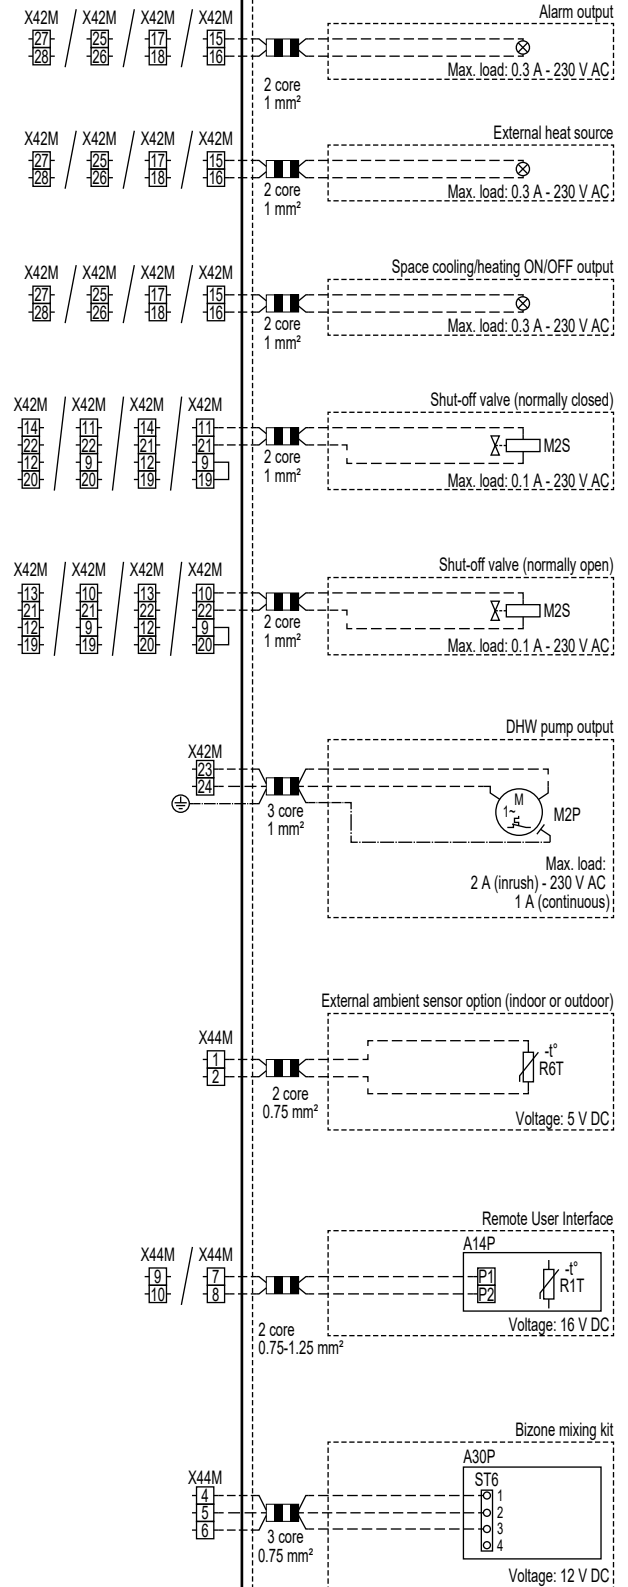 Alarm output
X42M X42M X42M X42M
27 25 17 15
28 26 18 16
Max. load: 0.3 A - 230 V AC
2 core
1 mm²
External heat source
X42M X42M X42M X42M
27 25 17 15
28 26 18 16
Max. load: 0.3 A - 230 V AC
2 core
1 mm²
Space cooling/heating ON/OFF output
X42M X42M X42M X42M
27 25 17 15
28 26 18 16
Max. load: 0.3 A - 230 V AC
2 core
1 mm²
Shut-off valve (normally closed)
X42M X42M X42M X42M
14 11 14 11
22 22 21 21
M2S
12 9 12 9
20 20 19 19
2 core
1 mm²
Max. load: 0.1 A - 230 V AC
Shut-off valve (normally open)
X42M X42M X42M X42M
13 10 13 10
21 21 22 22
M2S
12 9 12 9
19 19 20 20
2 core
1 mm²
Max. load: 0.1 A - 230 V AC
DHW pump output
X42M
23
24
3 core
1 mm²
M
1~
M2P
Max. load:
2 A (inrush) - 230 V AC
1 A (continuous)
External ambient sensor option (indoor or outdoor)
X44M
1
2
2 core
0.75 mm²
-t°
R6T
Voltage: 5 V DC
Remote User Interface
X44M X44M
9 7
10 8
2 core
0.75-1.25 mm²
A14P
P1
P2
-t°
R1T
Voltage: 16 V DC
Bizone mixing kit
X44M
4
5
6
3 core
0.75 mm²
A30P
ST6
1
2
3
4
Voltage: 12 V DC